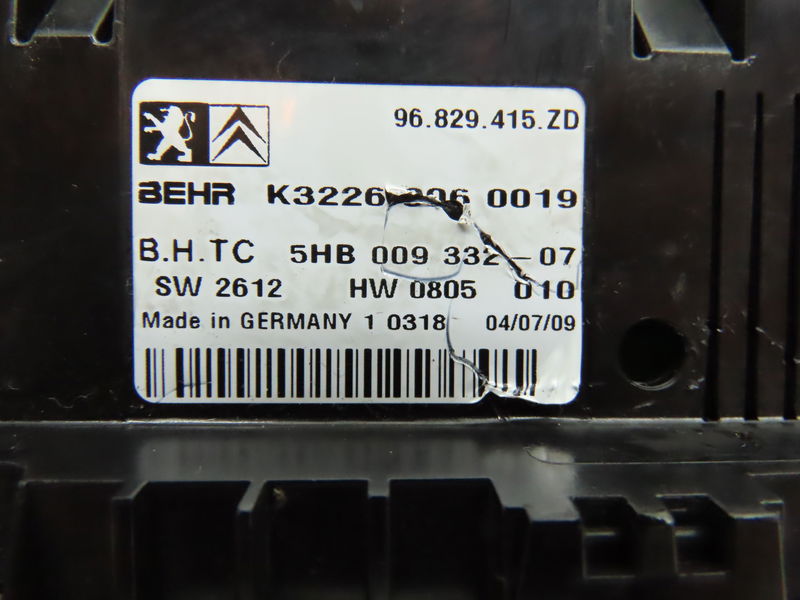 96.829.415.ZD
BEHR K3226 0019
B.H.TC 5HB 009 332-07
SW 2612 HW 0805 010
Made in GERMANY 1 0318 04/07/09